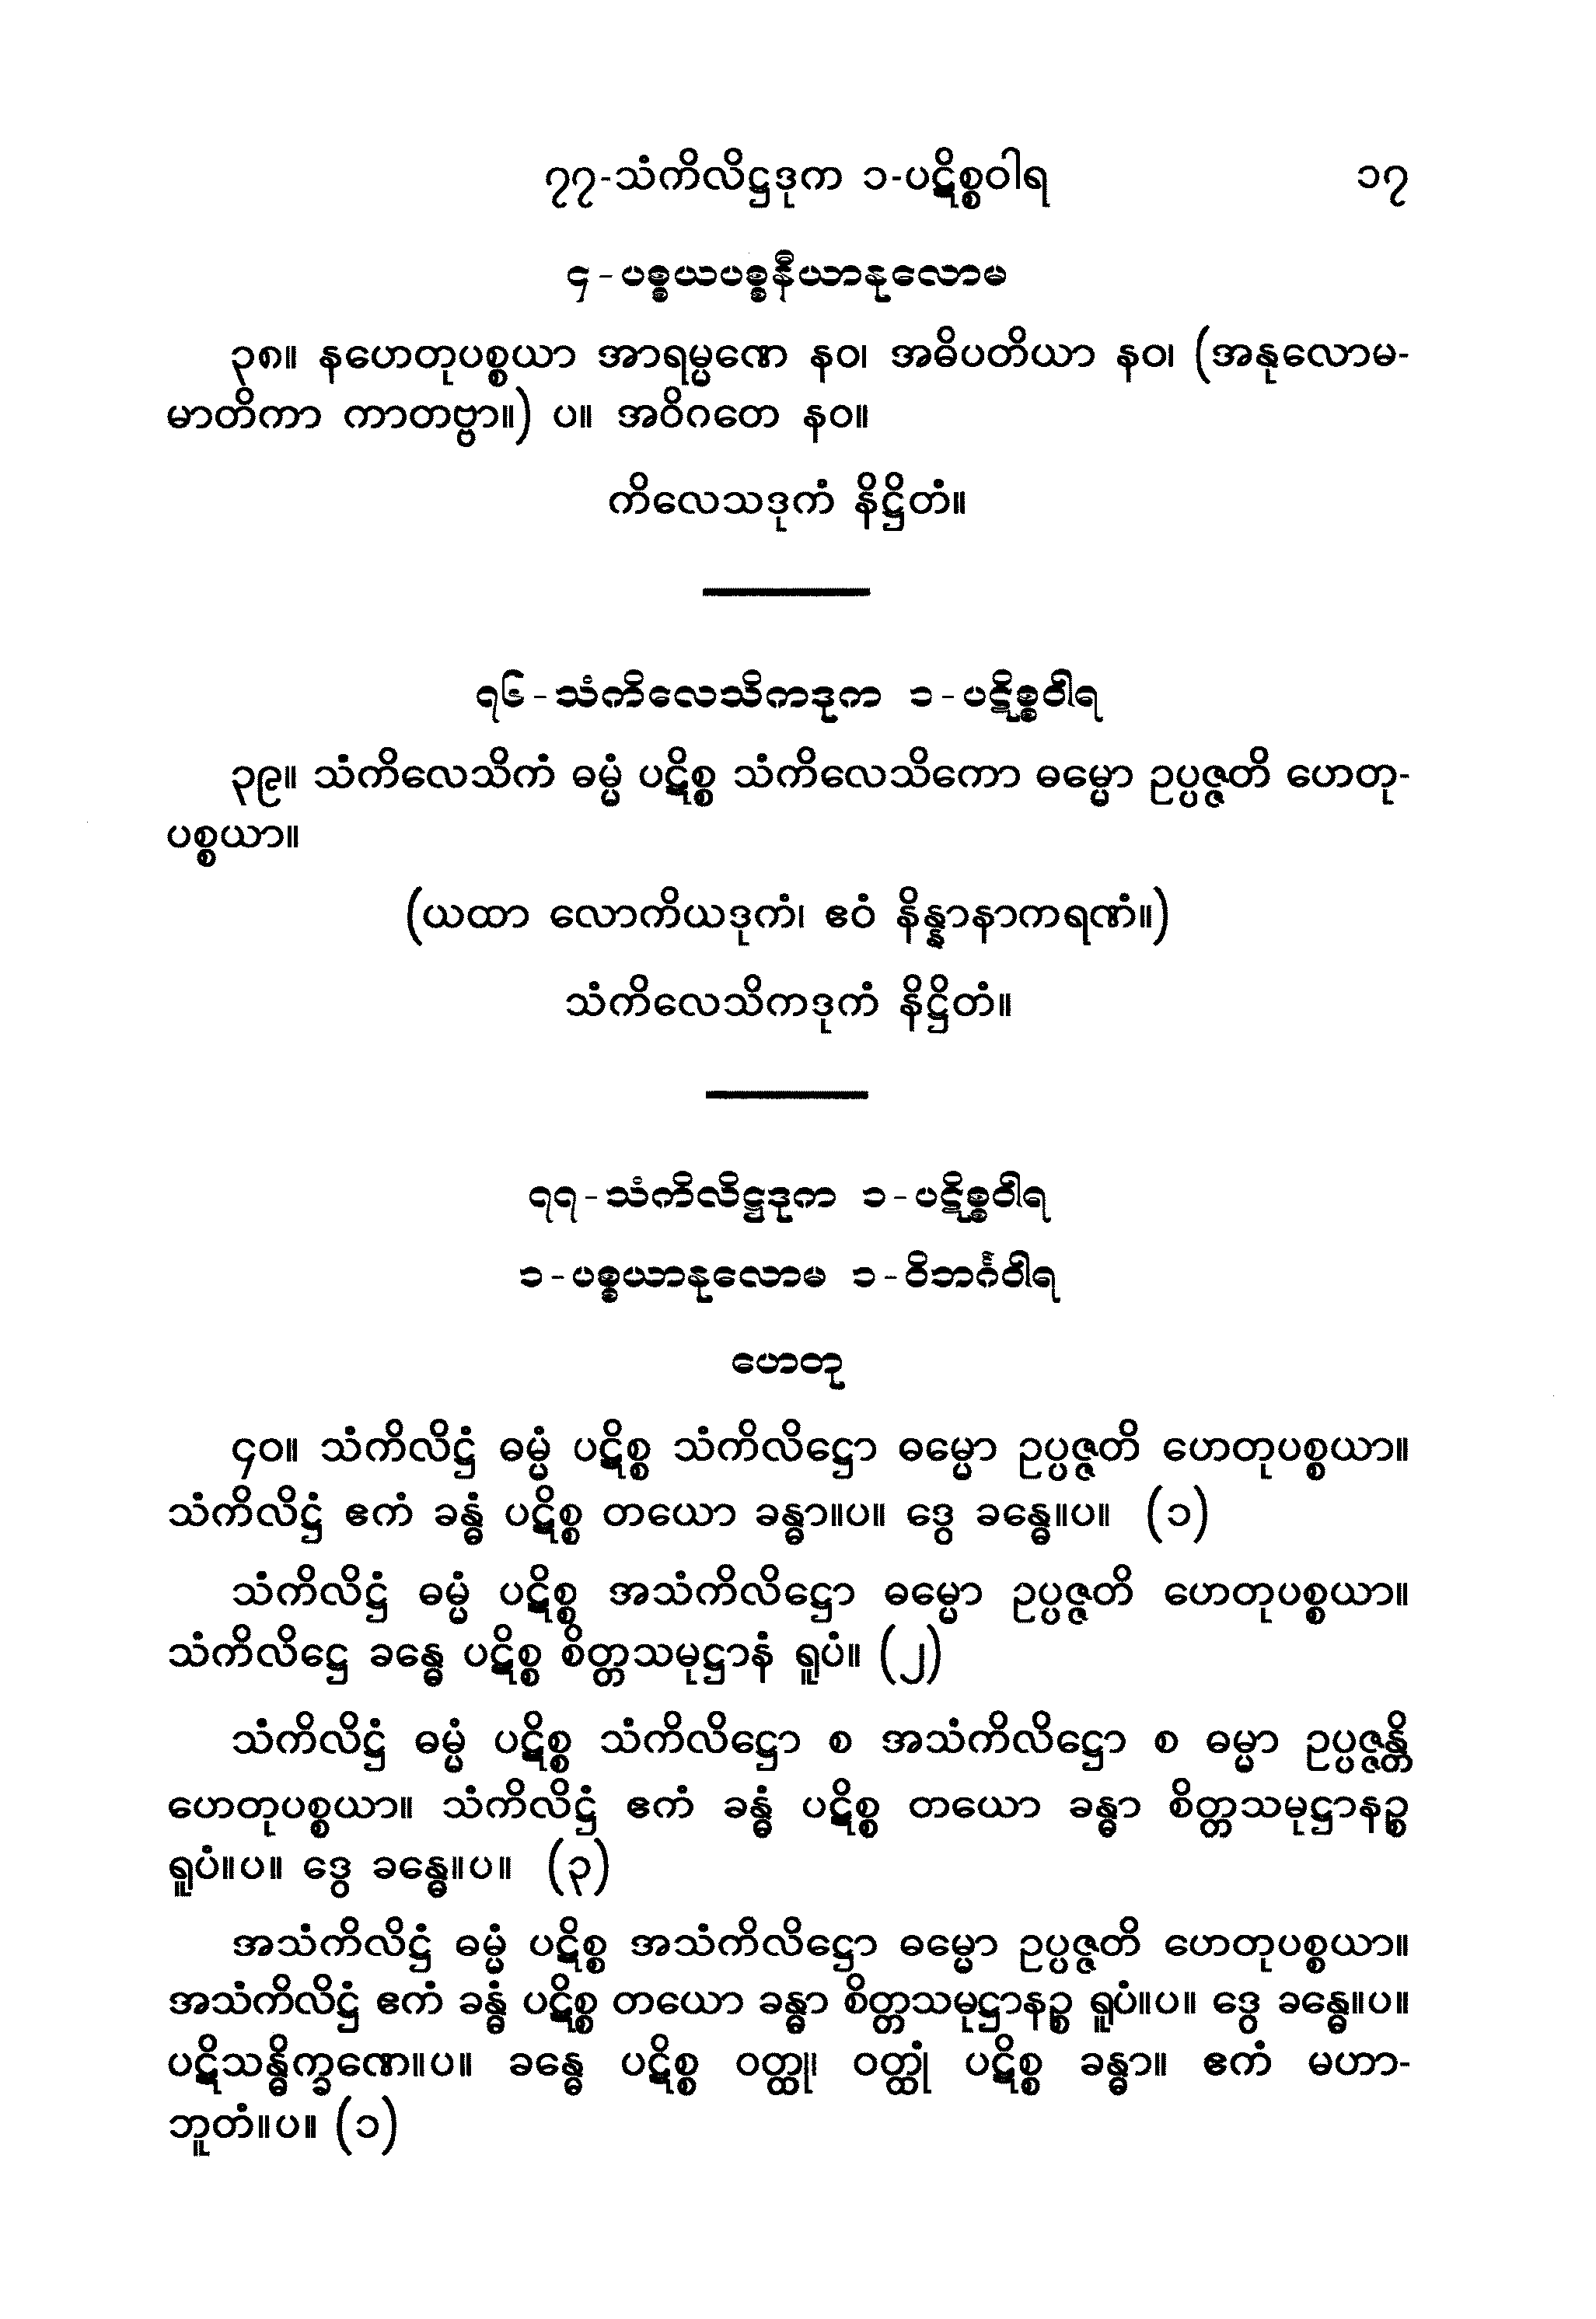 ၇၇-သံကိလိဋ္ဌဒုက ၁-ပဋိစ္စဝါရ ၁၇
၄-ပစ္စယပစ္စနီယာနုလောမ
၃၈။ နဟေတုပစ္စယာ အာရမ္မဏေ နဝ၊ အဓိပတိယာ နဝ၊ (အနုလောမ-
မာတိကာ ကာတဗ္ဗာ။) ပ။ အဝိဂတေ နဝ။
ကိလေသဒုကံ နိဋ္ဌိတံ။
၇၆-သံကိလေသိကဒုက ၁-ပဋိစ္စဝါရ
၃၉။ သံကိလေသိကံ ဓမ္မံ ပဋိစ္စ သံကိလေသိကော ဓမ္မော ဥပ္ပဇ္ဇတိ ဟေတု-
ပစ္စယာ။
(ယထာ လောကိယဒုကံ၊ ဧဝံ နိန္နာနာကရဏံ။)
သံကိလေသိကဒုကံ နိဋ္ဌိတံ။
၇၇-သံကိလိဋ္ဌဒုက ၁-ပဋိစ္စဝါရ
၁-ပစ္စယာနုလောမ ၁-ဝိဘင်္ဂဝါရ
ဟေတု
၄၀။ သံကိလိဋ္ဌံ ဓမ္မံ ပဋိစ္စ သံကိလိဋ္ဌော ဓမ္မော ဥပ္ပဇ္ဇတိ ဟေတုပစ္စယာ။
သံကိလိဋ္ဌံ ဧကံ ခန္ဓံ ပဋိစ္စ တယော ခန္ဓာ။ပ။ ဒွေ ခန္ဓေ။ပ။ (၁)
သံကိလိဋ္ဌံ ဓမ္မံ ပဋိစ္စ အသံကိလိဋ္ဌော ဓမ္မော ဥပ္ပဇ္ဇတိ ဟေတုပစ္စယာ။
သံကိလိဋ္ဌေ ခန္ဓေ ပဋိစ္စ စိတ္တသမုဋ္ဌာနံ ရူပံ။ (၂)
သံကိလိဋ္ဌံ ဓမ္မံ ပဋိစ္စ သံကိလိဋ္ဌော စ အသံကိလိဋ္ဌော စ ဓမ္မာ ဥပ္ပဇ္ဇန္တိ
ဟေတုပစ္စယာ။ သံကိလိဋ္ဌံ ဧကံ ခန္ဓံ ပဋိစ္စ တယော ခန္ဓာ စိတ္တသမုဋ္ဌာနဉ္စ
ရူပံ။ပ။ ဒွေ ခန္ဓေ။ပ။ (၃)
အသံကိလိဋ္ဌံ ဓမ္မံ ပဋိစ္စ အသံကိလိဋ္ဌော ဓမ္မော ဥပ္ပဇ္ဇတိ ဟေတုပစ္စယာ။
အသံကိလိဋ္ဌံ ဧကံ ခန္ဓံ ပဋိစ္စ တယော ခန္ဓာ စိတ္တသမုဋ္ဌာနဉ္စ ရူပံ။ပ။ ဒွေ ခန္ဓေ။ပ။
ပဋိသန္ဓိက္ခဏေ။ပ။ ခန္ဓေ ပဋိစ္စ ဝတ္ထု။ ဝတ္ထုံ ပဋိစ္စ ခန္ဓာ။ ဧကံ မဟာ-
ဘူတံ။ပ။ (၁)